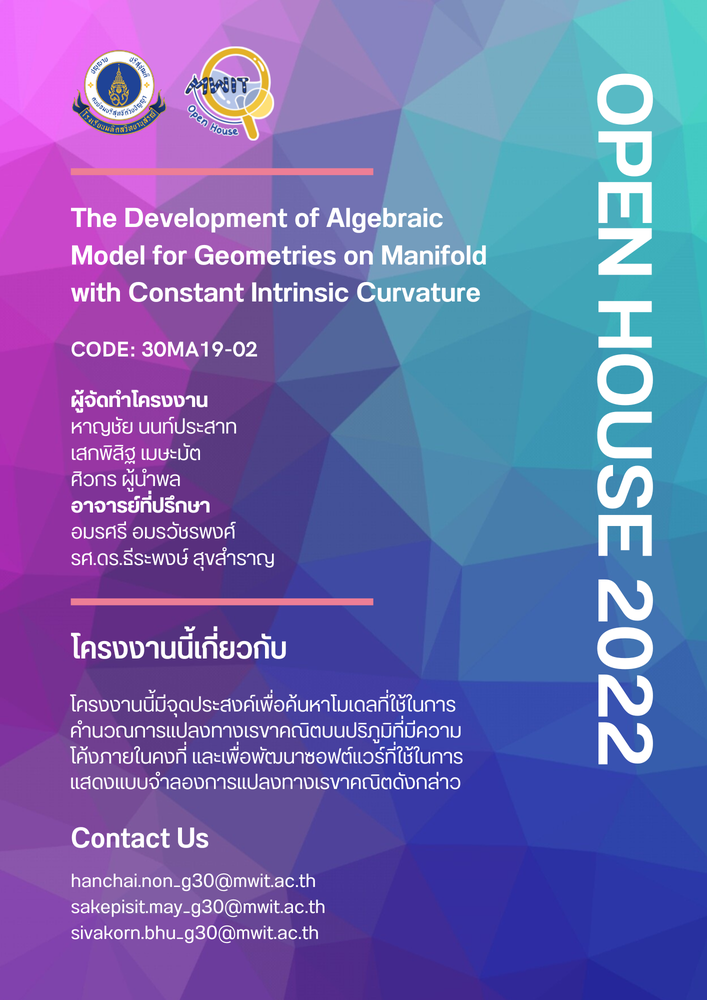 MWIT
Open House
The Development of Algebraic
Model for Geometries on Manifold
with Constant Intrinsic Curvature
CODE: 30MA19-02
ผู้จัดทำโครงงาน
หาญชัย นนท์ประสาท
เสกพิสิฐ เมษะมัต
ศิวกร ผู้นำพล
อาจารย์ที่ปรึกษา
อมรศรี อมรวัชรพงศ์
รศ.ดร.ธีระพงษ์ สุขสำราญ
โครงงานนี้เกี่ยวกับ
โครงงานนี้มีจุดประสงค์เพื่อค้นหาโมเดลที่ใช้ในการ
คำนวณการแปลงทางเรขาคณิตบนปริภูมิที่มีความ
โค้งภายในคงที่ และเพื่อพัฒนาซอฟต์แวร์ที่ใช้ในการ
แสดงแบบจำลองการแปลงทางเรขาคณิตดังกล่าว
Contact Us
hanchai.non_g30@mwit.ac.th
sakepisit.may_g30@mwit.ac.th
sivakorn.bhu_g30@mwit.ac.th
OPEN HOUSE 2022